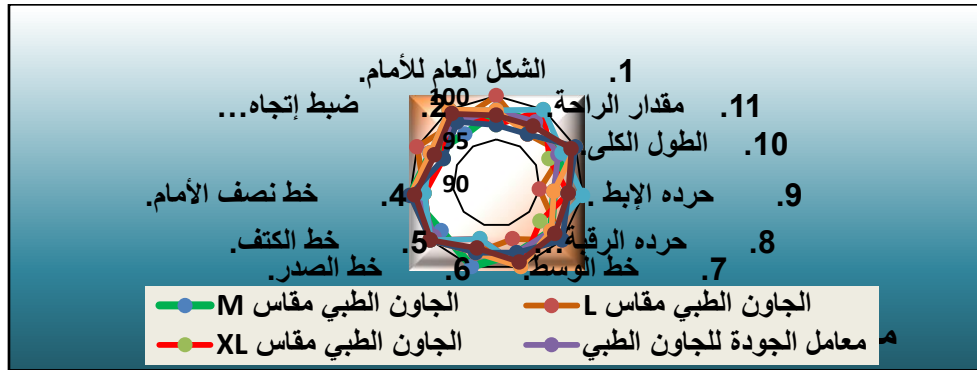 1. الشكل العام للأمام.
2. ضبط إتجاه...
4. خط نصف الأمام.
5. خط الكتف.
6. خط الصدر.
7. خط الوسط.
8. حرده الرقبة...
9. حرده الإبط .
10. الطول الكلى.
11. مقدار الراحة.
100
95
90
الجاون الطبي مقاس M
الجاون الطبي مقاس L
الجاون الطبي مقاس XL
معامل الجودة للجاون الطبي